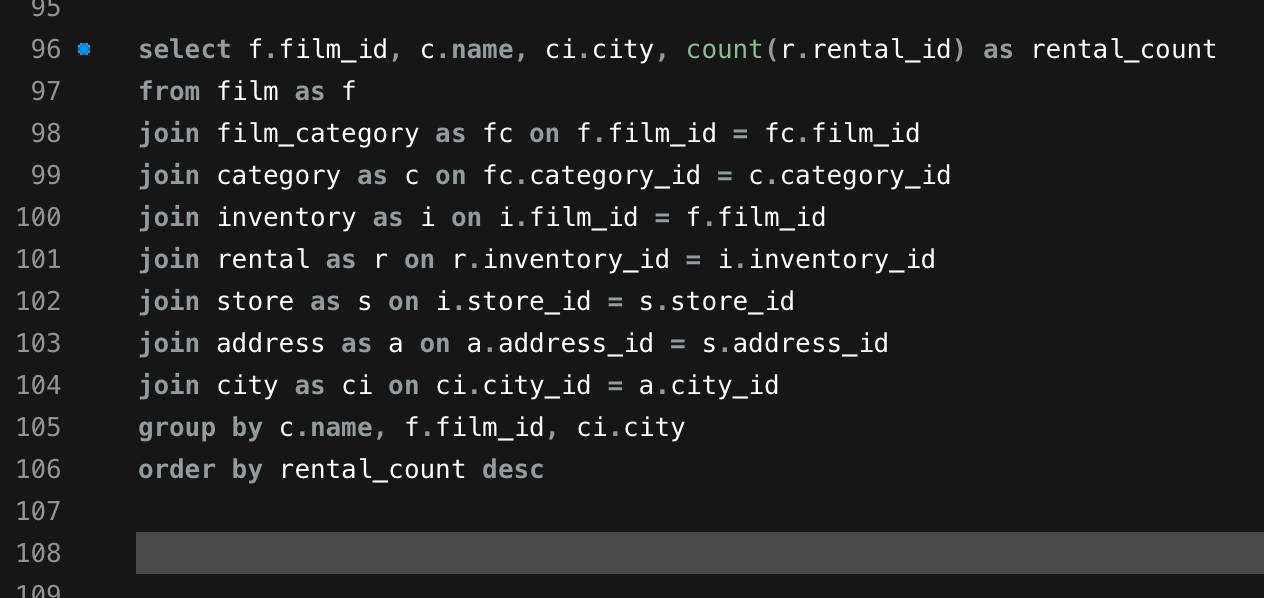 95
96 select f.film_id, c.name, ci.city, count(r.rental_id) as rental_count
97 from film as f
98 join film_category as fc on f.film_id = fc.film_id
99 join category as c on fc.category_id = c.category_id
100 join inventory as i on i.film_id = f.film_id
101 join rental as r on r.inventory_id = i.inventory_id
102 join store as s on i.store_id = s.store_id
103 join address as a on a.address_id = s.address_id
104 join city as ci on ci.city_id = a.city_id
105 group by c.name, f.film_id, ci.city
106 order by rental_count desc
107
108
109